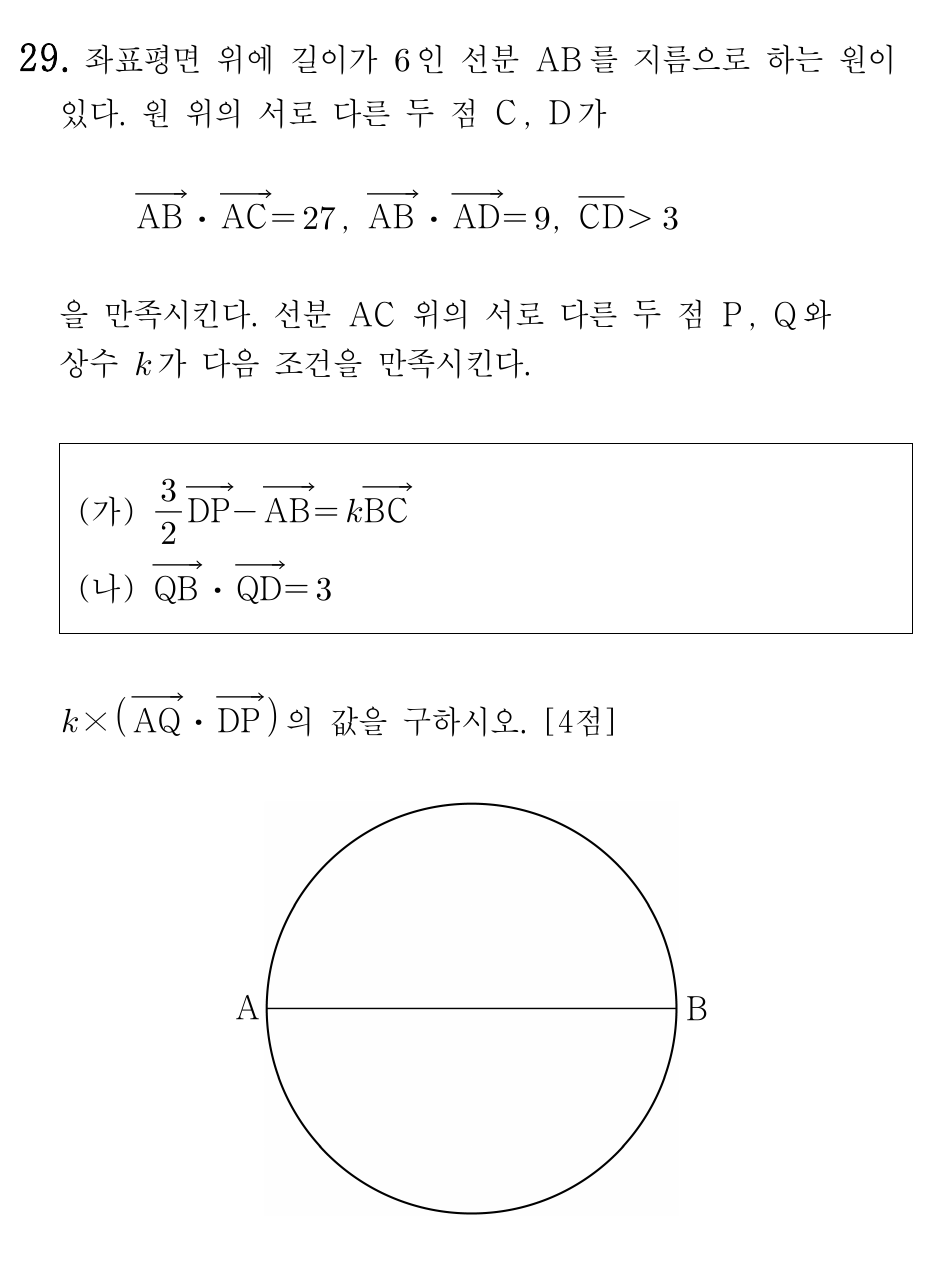 29. 좌표평면 위에 길이가 6인 선분 AB를 지름으로 하는 원이
있다. 원 위의 서로 다른 두 점 C, D가
$\overrightarrow{AB} \cdot \overrightarrow{AC} = 27, \overrightarrow{AB} \cdot \overrightarrow{AD} = 9, \overline{CD} > 3$
을 만족시킨다. 선분 AC 위의 서로 다른 두 점 P, Q와
상수 k가 다음 조건을 만족시킨다.
(가) $\frac{3}{2}\overrightarrow{DP} - \overrightarrow{AB} = k\overrightarrow{BC}$
(나) $\overrightarrow{QB} \cdot \overrightarrow{QD} = 3$
$k \times (\overrightarrow{AQ} \cdot \overrightarrow{DP})$의 값을 구하시오. [4점]
A B